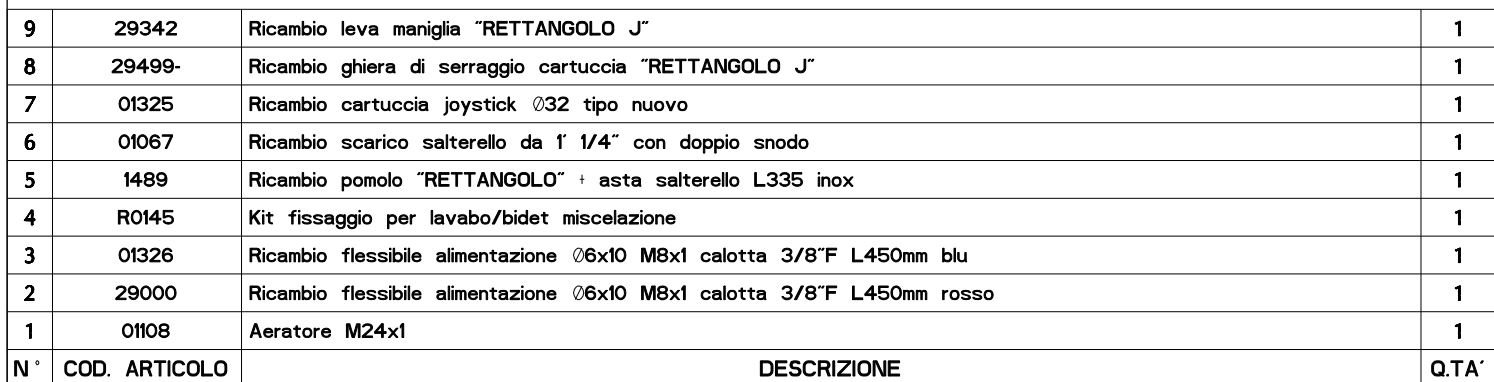 9 29342 Ricambio leva maniglia "RETTANGOLO J" 1
8 29499- Ricambio ghiera di serraggio cartuccia "RETTANGOLO J" 1
7 01325 Ricambio cartuccia joystick Ø32 tipo nuovo 1
6 01067 Ricambio scarico salterello da 1' 1/4" con doppio snodo 1
5 1489 Ricambio pomolo "RETTANGOLO" + asta salterello L335 inox 1
4 R0145 Kit fissaggio per lavabo/bidet miscelazione 1
3 01326 Ricambio flessibile alimentazione Ø6x10 M8x1 calotta 3/8"F L450mm blu 1
2 29000 Ricambio flessibile alimentazione Ø6x10 M8x1 calotta 3/8"F L450mm rosso 1
1 01108 Aeratore M24x1 1
N° COD. ARTICOLO DESCRIZIONE Q.TA'